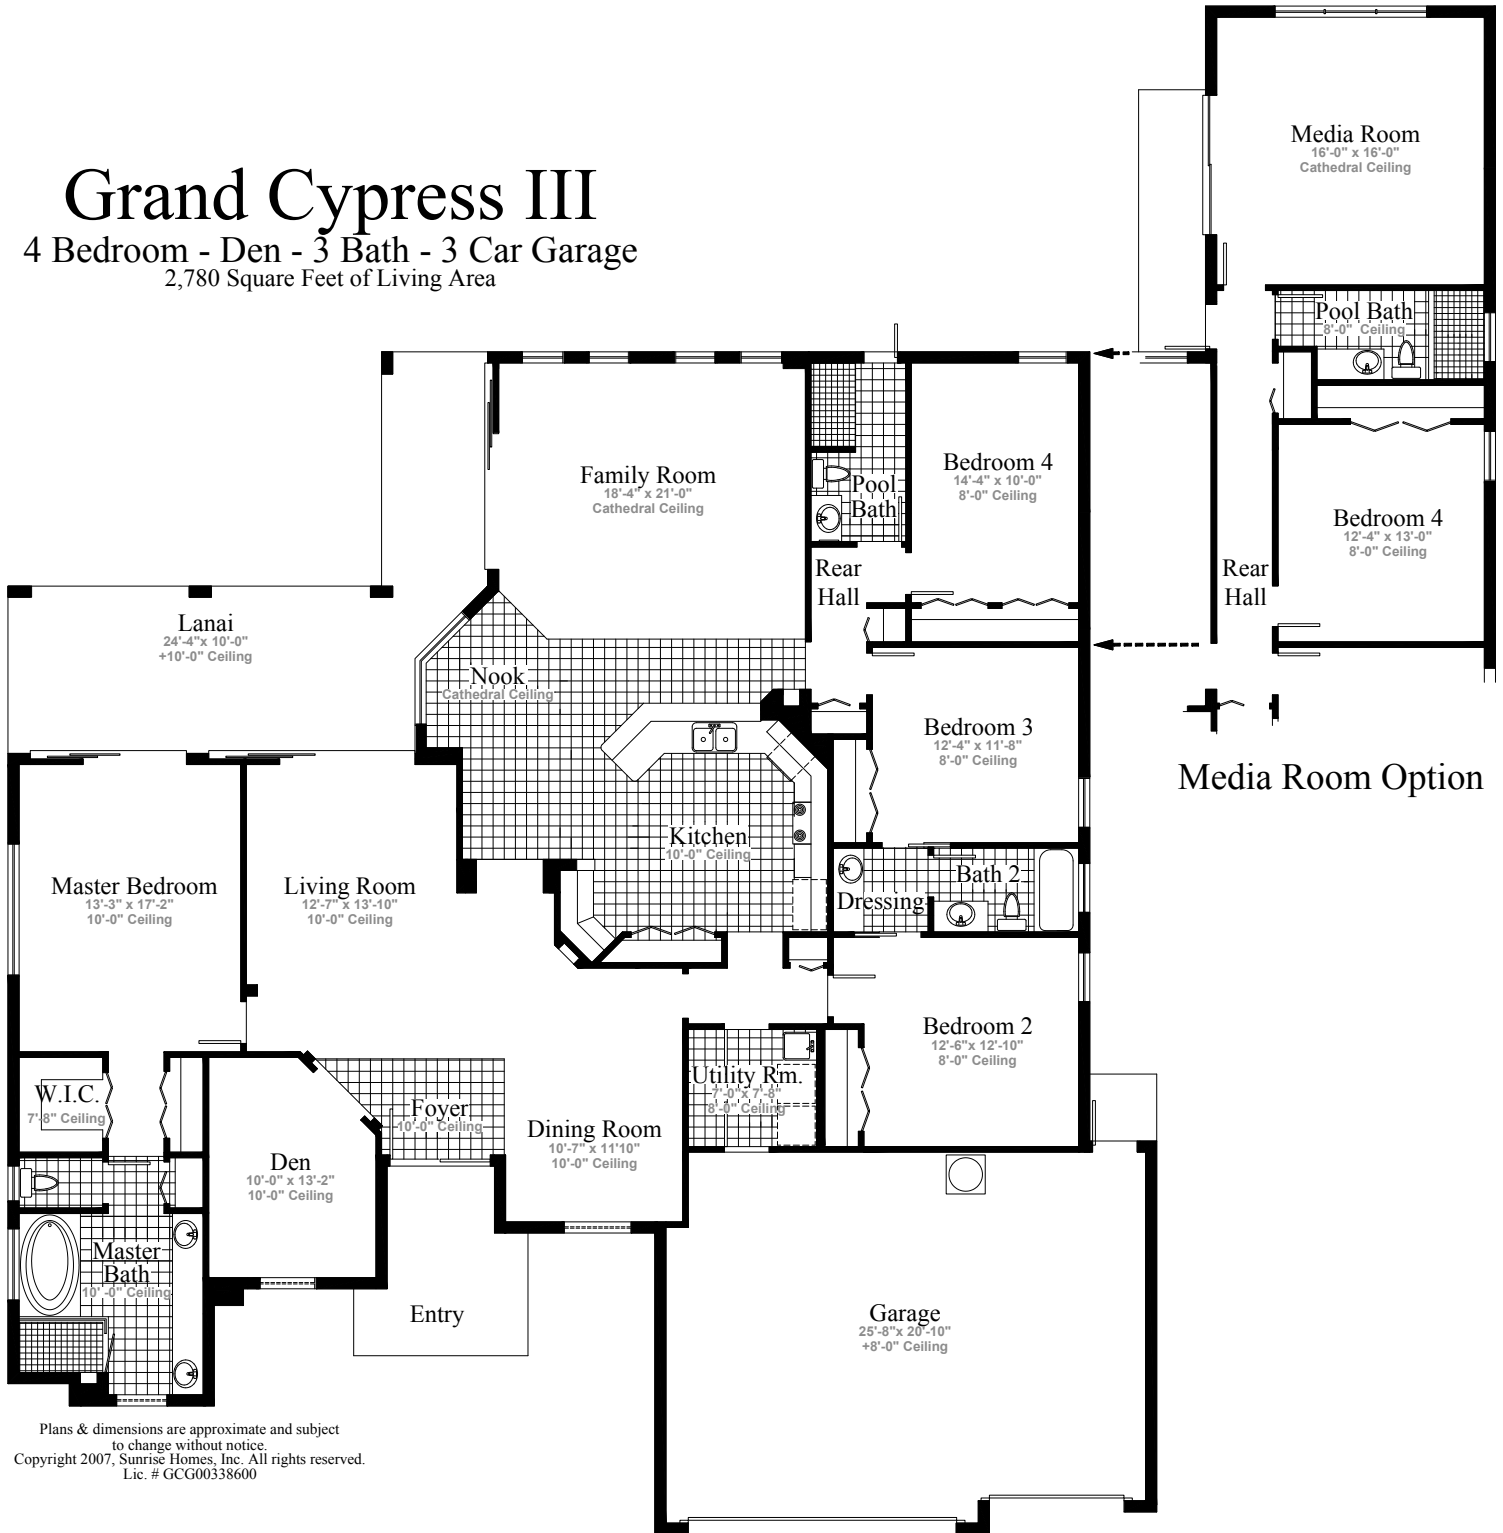 Grand Cypress III
4 Bedroom - Den - 3 Bath - 3 Car Garage
2,780 Square Feet of Living Area
Media Room
16'-0" x 16'-0"
Cathedral Ceiling
Pool Bath
8'-0" Ceiling
Bedroom 4
12'-4" x 13'-0"
8'-0" Ceiling
Rear
Hall
Media Room Option
Family Room
18'-4" x 21'-0"
Cathedral Ceiling
Pool
Bath
Bedroom 4
14'-4" x 10'-0"
8'-0" Ceiling
Rear
Hall
Lanai
24'-4"x 10'-0"
+10'-0" Ceiling
Nook
Cathedral Ceiling
Bedroom 3
12'-4" x 11'-8"
8'-0" Ceiling
Kitchen
10'-0" Ceiling
Master Bedroom
13'-3" x 17'-2"
10'-0" Ceiling
Living Room
12'-7" x 13'-10"
10'-0" Ceiling
Dressing
Bath 2
Bedroom 2
12'-6"x 12'-10"
8'-0" Ceiling
W.I.C.
7'-8" Ceiling
Utility Rm.
7'-0"x 7'-8"
8'-0" Ceiling
Foyer
10'-0" Ceiling
Dining Room
10'-7" x 11'10"
10'-0" Ceiling
Den
10'-0" x 13'-2"
10'-0" Ceiling
Master
Bath
10' -0" Ceiling
Entry
Garage
25'-8"x 20'-10"
+8'-0" Ceiling
Plans & dimensions are approximate and subject
to change without notice.
Copyright 2007, Sunrise Homes, Inc. All rights reserved.
Lic. # GCG00338600